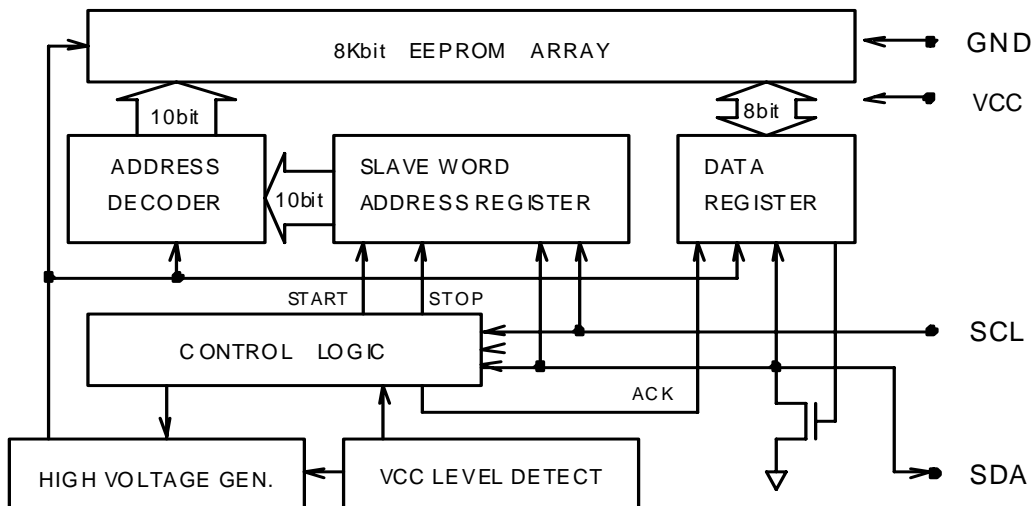 8Kbit EEPROM ARRAY
GND
VCC
10bit
8bit
ADDRESS
DECODER
10bit
SLAVE WORD
ADDRESS REGISTER
DATA
REGISTER
START
STOP
CONTROL LOGIC
SCL
ACK
HIGH VOLTAGE GEN.
VCC LEVEL DETECT
SDA